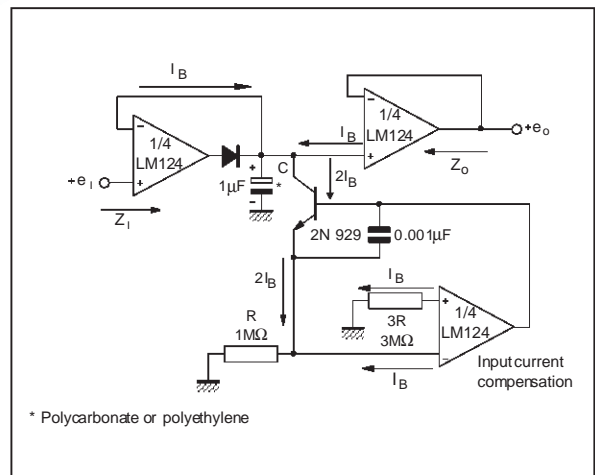 I B
1/4
LM124
+e I
Z I
I B
1/4
LM124
+e o
Z o
C
1μF
*
2I B
2N 929
0.001μF
2I B
R
1MΩ
I B
3R
3MΩ
1/4
LM124
I B
Input current
compensation
* Polycarbonate or polyethylene